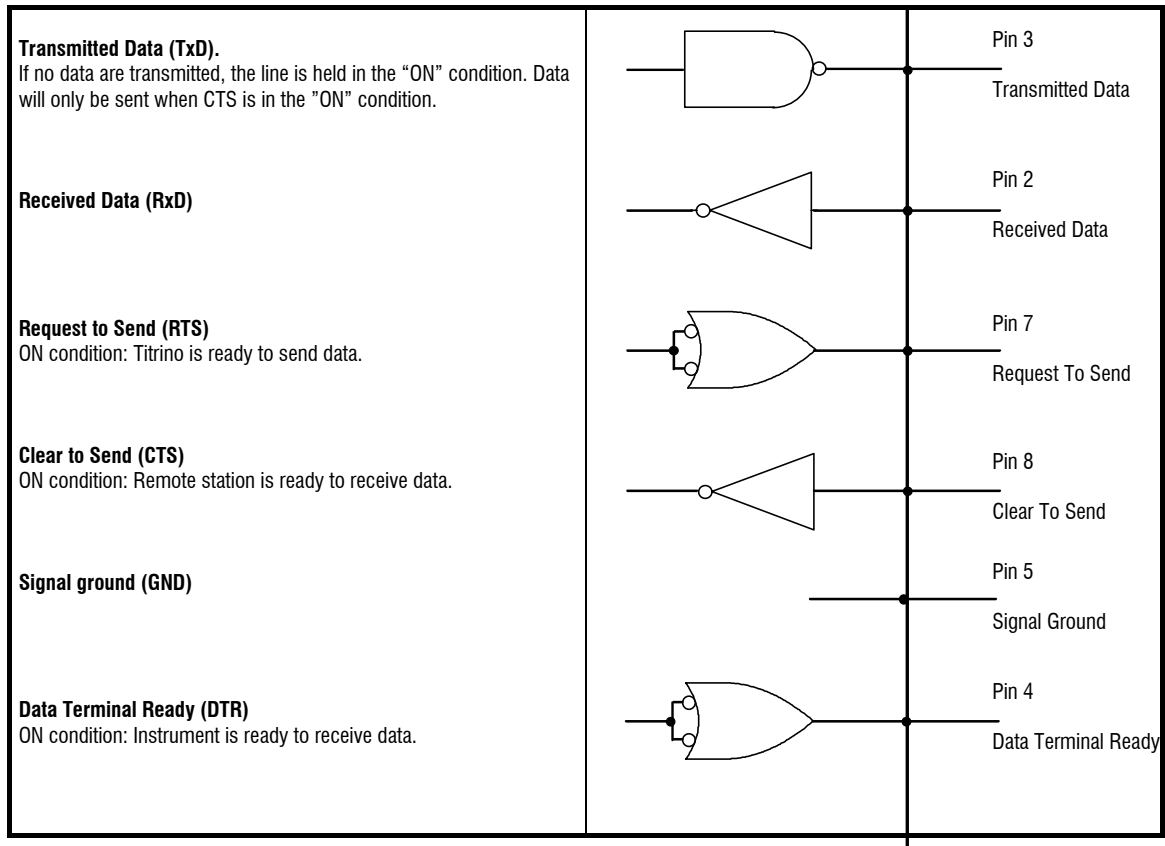 Transmitted Data (TxD).
If no data are transmitted, the line is held in the “ON” condition. Data
will only be sent when CTS is in the ”ON” condition.
Pin 3
Transmitted Data
Received Data (RxD)
Pin 2
Received Data
Request to Send (RTS)
ON condition: Titrino is ready to send data.
Pin 7
Request To Send
Clear to Send (CTS)
ON condition: Remote station is ready to receive data.
Pin 8
Clear To Send
Signal ground (GND)
Pin 5
Signal Ground
Data Terminal Ready (DTR)
ON condition: Instrument is ready to receive data.
Pin 4
Data Terminal Ready